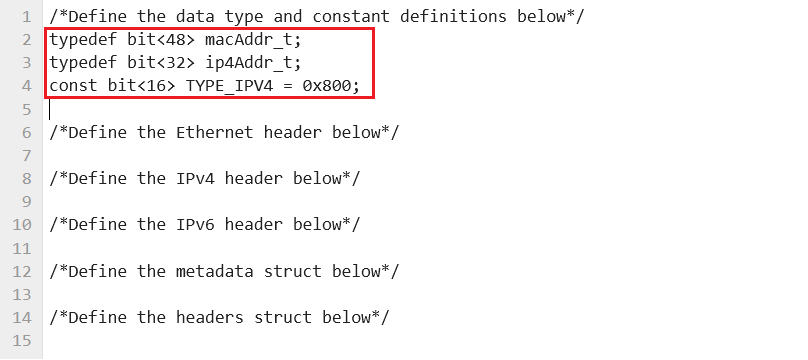 1 /*Define the data type and constant definitions below*/
2 typedef bit<48> macAddr_t;
3 typedef bit<32> ip4Addr_t;
4 const bit<16> TYPE_IPV4 = 0x800;
5
6 /*Define the Ethernet header below*/
7
8 /*Define the IPv4 header below*/
9
10 /*Define the IPv6 header below*/
11
12 /*Define the metadata struct below*/
13
14 /*Define the headers struct below*/
15